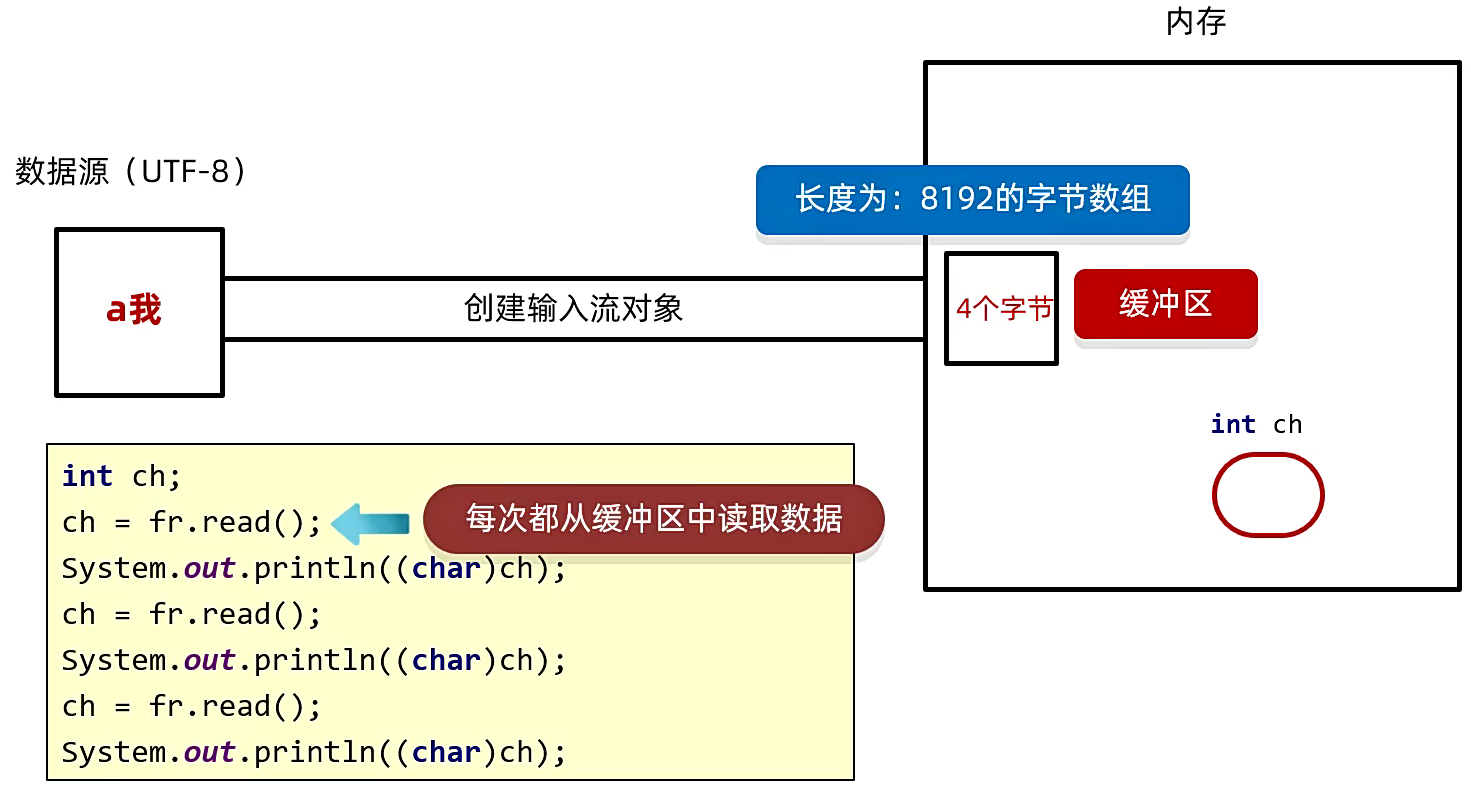 内存
数据源（UTF-8）
长度为：8192的字节数组
a我
创建输入流对象
4个字节
缓冲区
int ch
int ch;
ch = fr.read();
每次都从缓冲区中读取数据
System.out.println((char)ch);
ch = fr.read();
System.out.println((char)ch);
ch = fr.read();
System.out.println((char)ch);